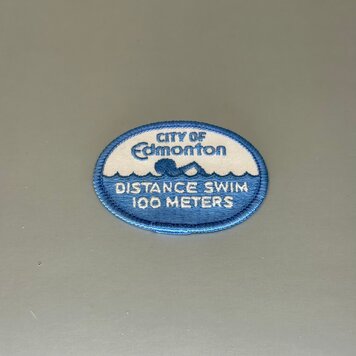 CITY OF
Edmonton
DISTANCE SWIM
100 METERS